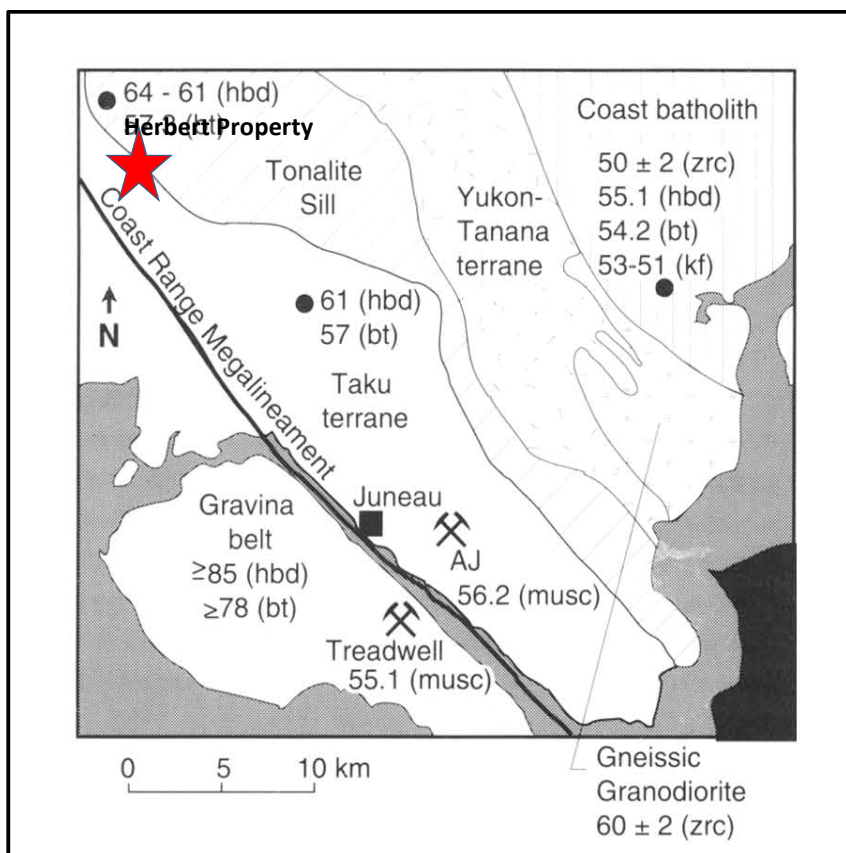 64 - 61 (hbd)
57.3 (bt)
Herbert Property
Coast batholith
50 ± 2 (zrc)
55.1 (hbd)
54.2 (bt)
53-51 (kf)
Tonalite
Sill
Yukon-
Tanana
terrane
Coast Range Megalineament
N
61 (hbd)
57 (bt)
Taku
terrane
Juneau
Gravina
belt
≥85 (hbd)
≥78 (bt)
AJ
56.2 (musc)
Treadwell
55.1 (musc)
0 5 10 km
Gneissic
Granodiorite
60 ± 2 (zrc)